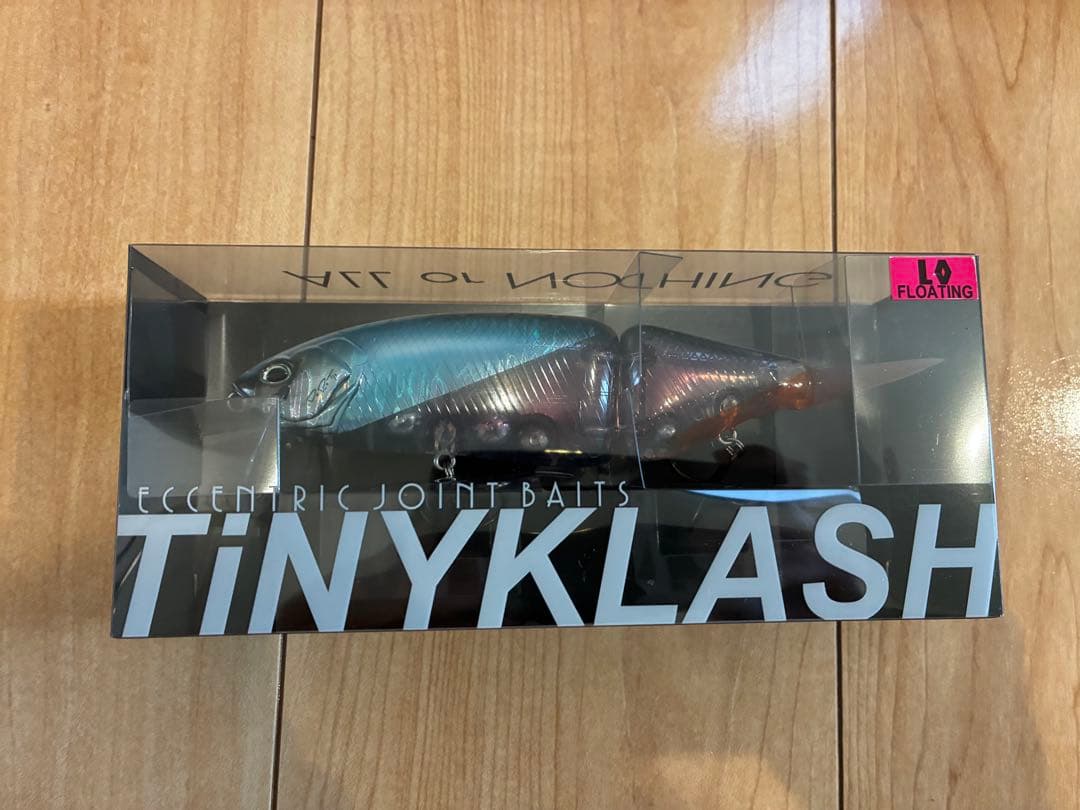 ALL or NOTHING
LO
FLOATING
ECCENTRIC JOINT BAITS
TiNYKLASH